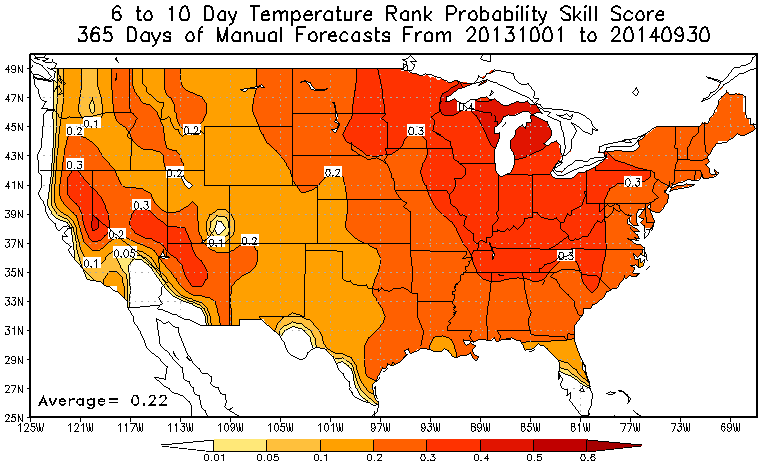 6 to 10 Day Temperature Rank Probability Skill Score
365 Days of Manual Forecasts From 20131001 to 20140930
49N
47N
45N
43N
41N
39N
37N
35N
33N
31N
29N
27N
25N
0.1
0.2
0.2
0.3
0.4
0.3
0.2
0.2
0.3
0.3
0.2
0.1
0.2
0.1
0.05
0.3
Average= 0.22
125W 121W 117W 113W 109W 105W 101W 97W 93W 89W 85W 81W 77W 73W 69W
0.01 0.05 0.1 0.2 0.3 0.4 0.5 0.6